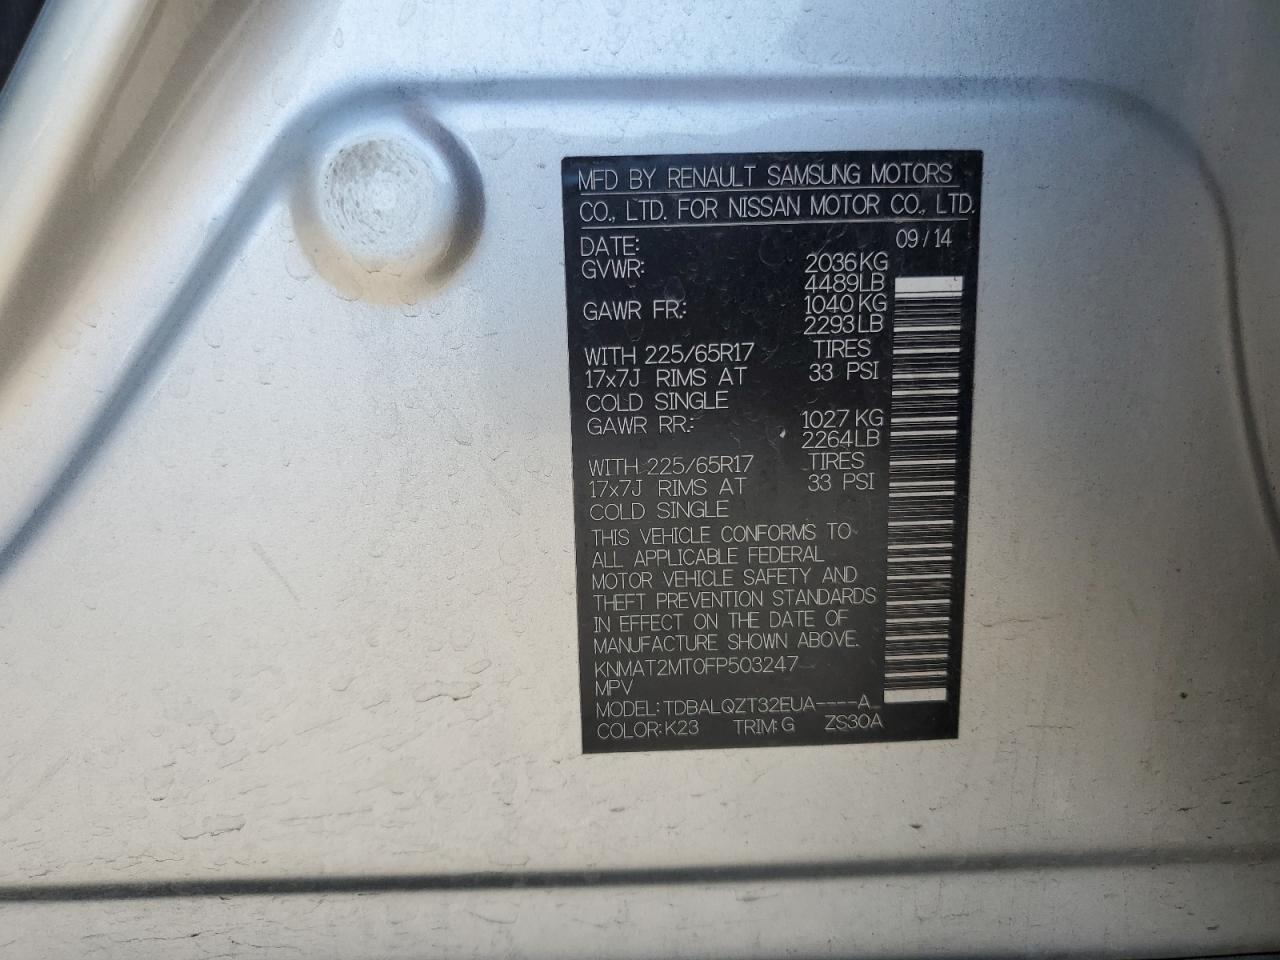 MFD BY RENAULT SAMSUNG MOTORS
CO., LTD. FOR NISSAN MOTOR CO., LTD.
DATE: 09/14
GVWR: 2036KG
4489LB
GAWR FR.: 1040KG
2293LB
WITH 225/65R17 TIRES
17x7J RIMS AT 33 PSI
COLD SINGLE
GAWR RR.: 1027KG
2264LB
WITH 225/65R17 TIRES
17x7J RIMS AT 33 PSI
COLD SINGLE
THIS VEHICLE CONFORMS TO
ALL APPLICABLE FEDERAL
MOTOR VEHICLE SAFETY AND
THEFT PREVENTION STANDARDS
IN EFFECT ON THE DATE OF
MANUFACTURE SHOWN ABOVE.
KNMAT2MT0FP503247
MPV
MODEL: TDBALQZT32EUA----A_
COLOR: K23 TRIM: G ZS30A